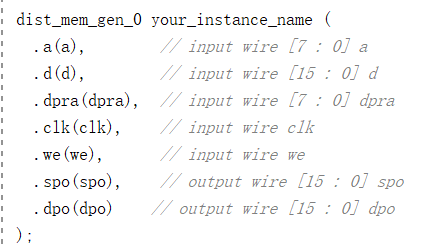 dist_mem_gen_0 your_instance_name (
  .a(a),        // input wire [7 : 0] a
  .d(d),        // input wire [15 : 0] d
  .dpra(dpra),  // input wire [7 : 0] dpra
  .clk(clk),    // input wire clk
  .we(we),      // input wire we
  .spo(spo),    // output wire [15 : 0] spo
  .dpo(dpo)    // output wire [15 : 0] dpo
);